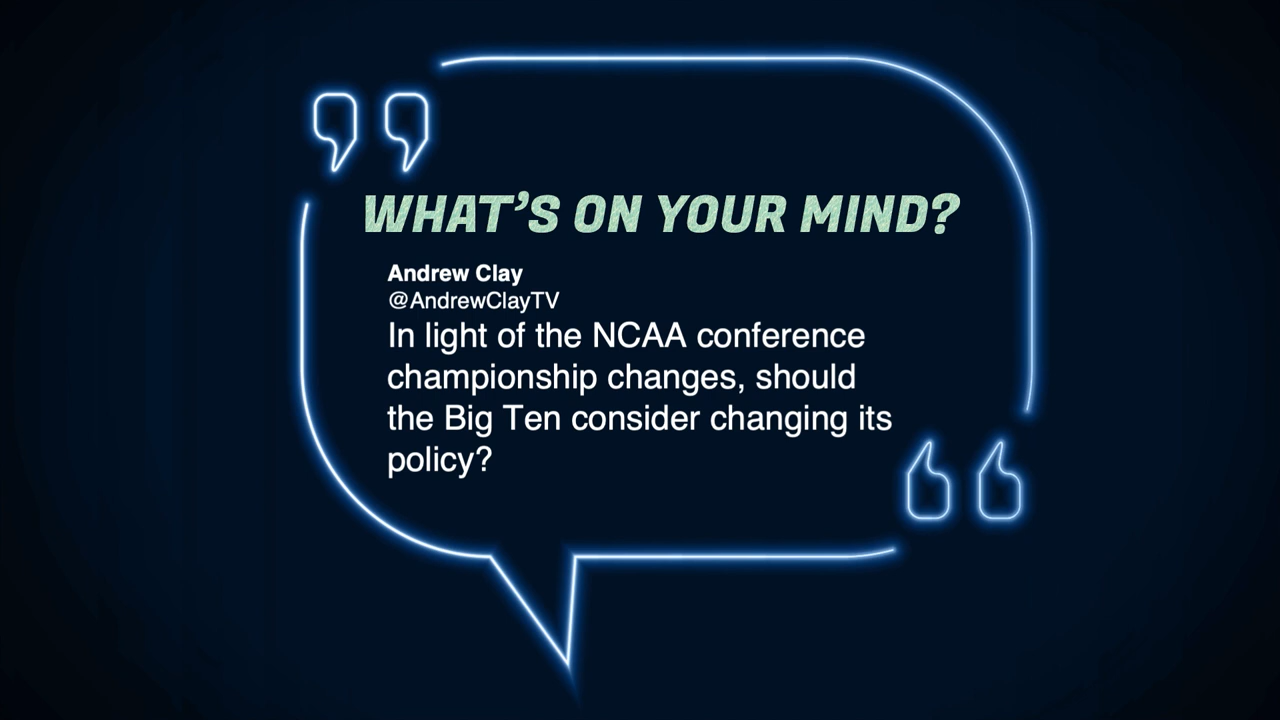 WHAT'S ON YOUR MIND?
Andrew Clay
@AndrewClayTV
In light of the NCAA conference
championship changes, should
the Big Ten consider changing its
policy?